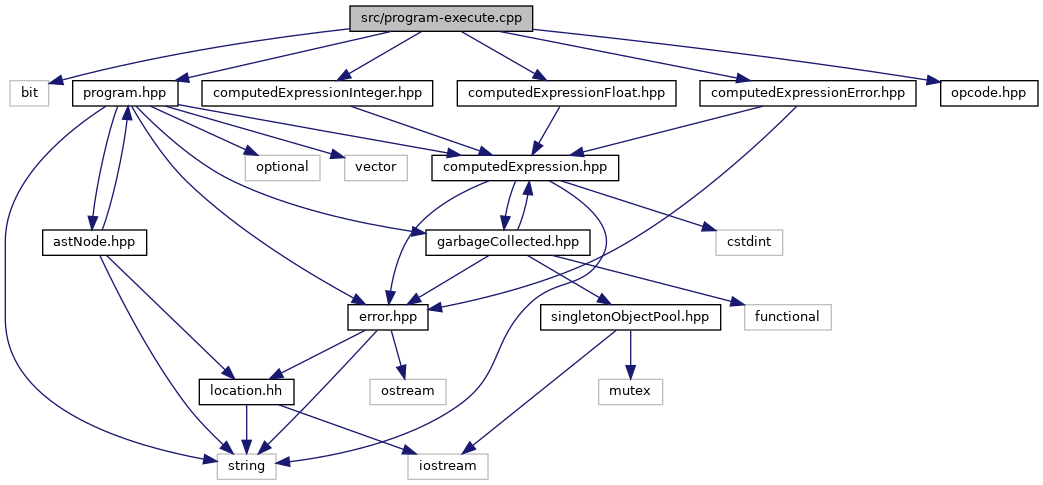 src/program-execute.cpp
bit
program.hpp
computedExpressionInteger.hpp
computedExpressionFloat.hpp
computedExpressionError.hpp
opcode.hpp
optional
vector
computedExpression.hpp
astNode.hpp
garbageCollected.hpp
cstdint
error.hpp
singletonObjectPool.hpp
functional
location.hh
ostream
mutex
string
iostream